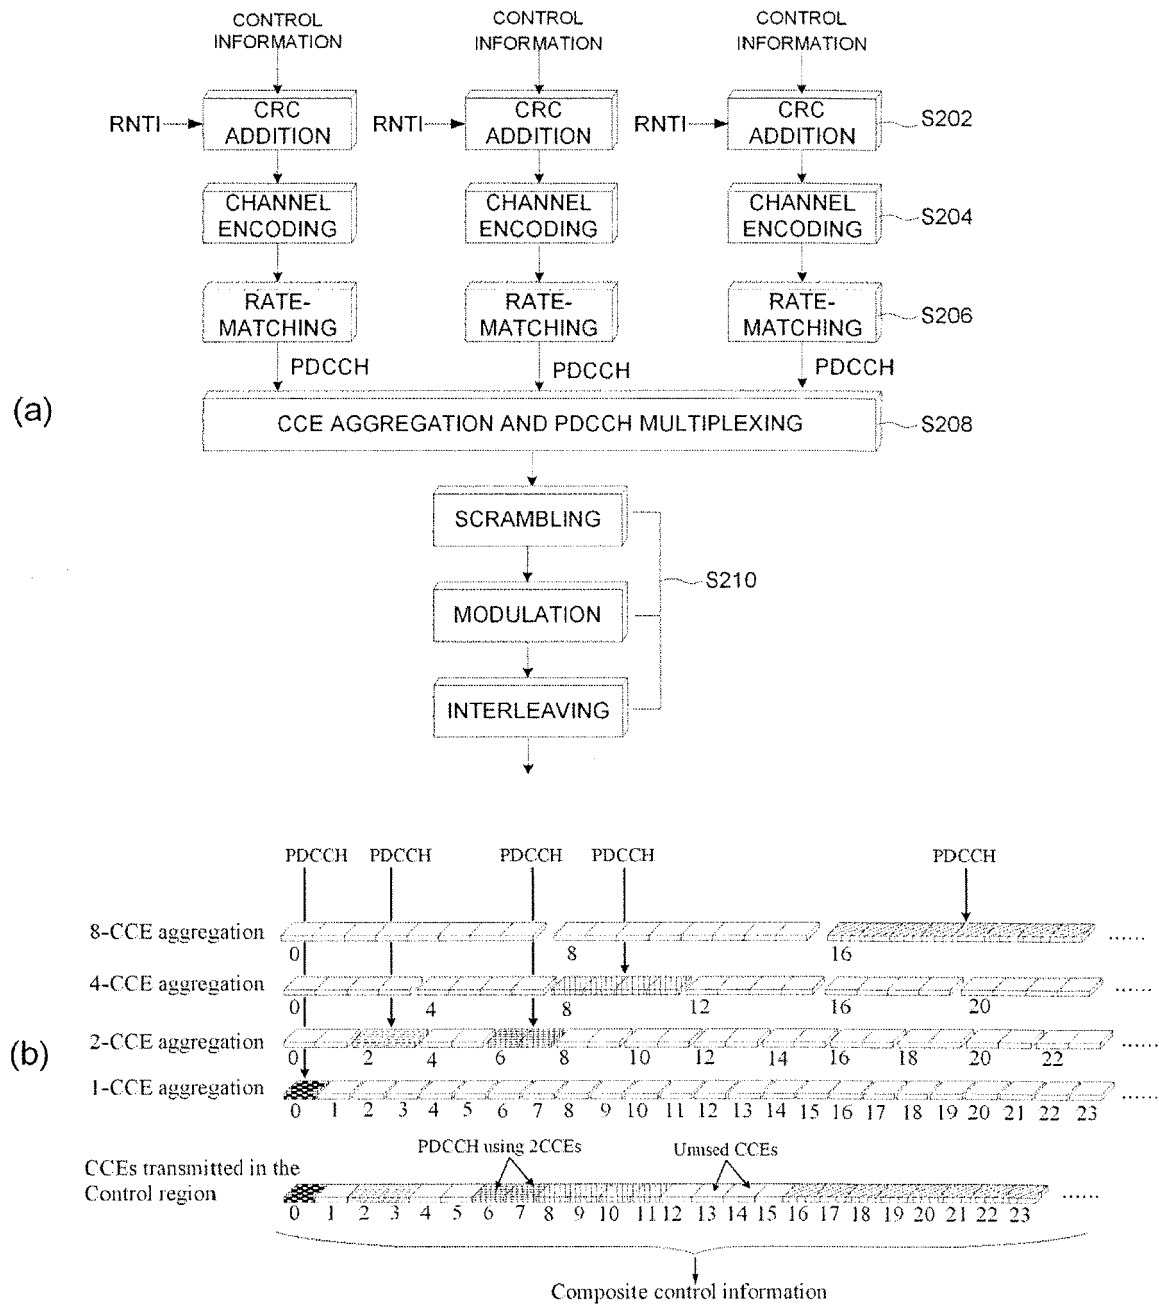 CONTROL INFORMATION
CONTROL INFORMATION
CONTROL INFORMATION
RNTI
CRC ADDITION
RNTI
CRC ADDITION
RNTI
CRC ADDITION
S202
CHANNEL ENCODING
CHANNEL ENCODING
CHANNEL ENCODING
S204
RATE-MATCHING
RATE-MATCHING
RATE-MATCHING
S206
PDCCH
PDCCH
PDCCH
(a)
CCE AGGREGATION AND PDCCH MULTIPLEXING
S208
SCRAMBLING
MODULATION
S210
INTERLEAVING
PDCCH PDCCH PDCCH PDCCH PDCCH
8-CCE aggregation
......
0 8 16
4-CCE aggregation
......
0 4 8 12 16 20
(b)
2-CCE aggregation
......
0 2 4 6 8 10 12 14 16 18 20 22
1-CCE aggregation
......
0 1 2 3 4 5 6 7 8 9 10 11 12 13 14 15 16 17 18 19 20 21 22 23
PDCCH using 2CCEs
Unused CCEs
CCEs transmitted in the
Control region
......
0 1 2 3 4 5 6 7 8 9 10 11 12 13 14 15 16 17 18 19 20 21 22 23
Composite control information